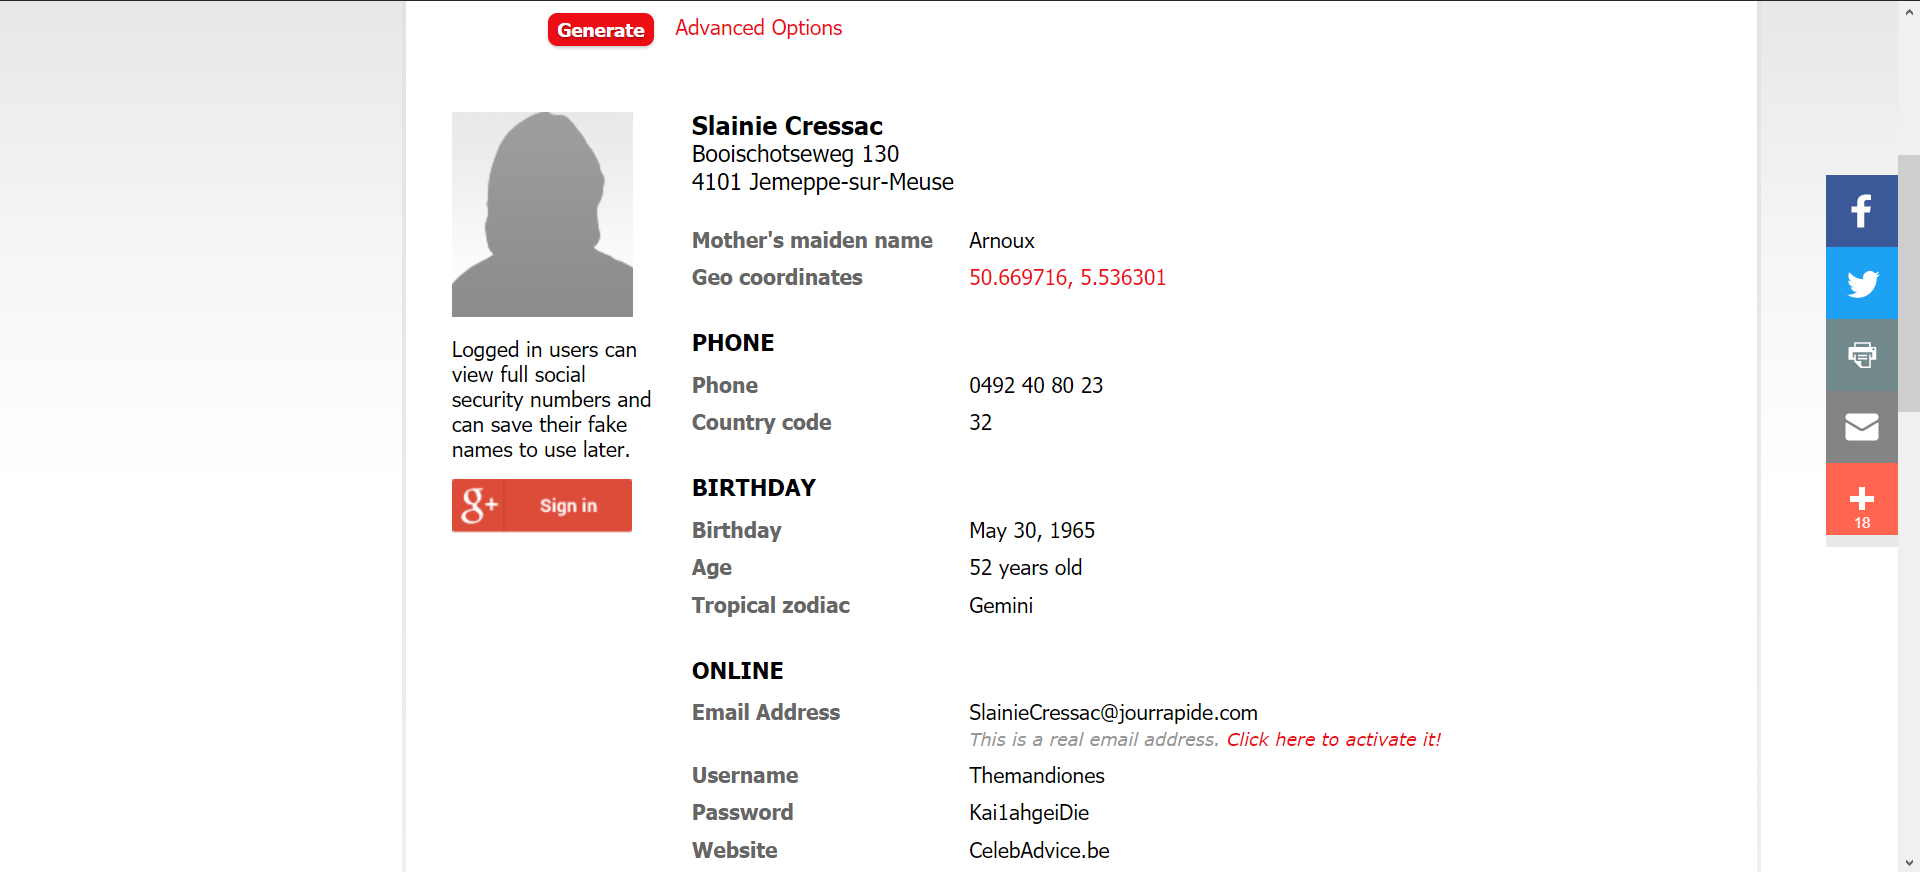 Generate Advanced Options
Slainie Cressac
Booischotseweg 130
4101 Jemeppe-sur-Meuse
Mother's maiden name Arnoux
Geo coordinates 50.669716, 5.536301
Logged in users can
view full social
security numbers and
can save their fake
names to use later.
g+ Sign in
PHONE
Phone 0492 40 80 23
Country code 32
BIRTHDAY
Birthday May 30, 1965
Age 52 years old
Tropical zodiac Gemini
ONLINE
Email Address SlainieCressac@jourrapide.com
This is a real email address. Click here to activate it!
Username Themandiones
Password Kai1ahgeiDie
Website CelebAdvice.be
18